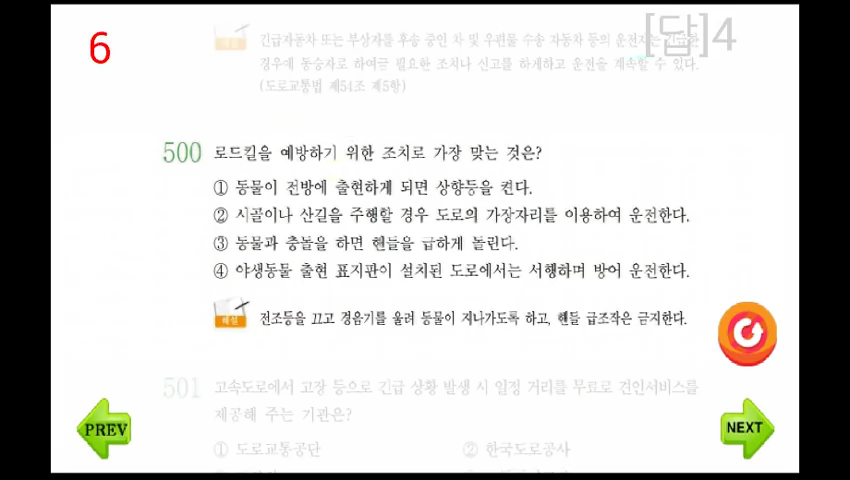 6
[답]4
해설 긴급자동차 또는 부상자를 후송 중인 차 및 우편물 수송 자동차 등의 운전자는 긴급한
경우에 동승자로 하여금 필요한 조치나 신고를 하게하고 운전을 계속할 수 있다.
(도로교통법 제54조 제5항)
500 로드킬을 예방하기 위한 조치로 가장 맞는 것은?
① 동물이 전방에 출현하게 되면 상향등을 켠다.
② 시골이나 산길을 주행할 경우 도로의 가장자리를 이용하여 운전한다.
③ 동물과 충돌을 하면 핸들을 급하게 돌린다.
④ 야생동물 출현 표지판이 설치된 도로에서는 서행하며 방어 운전한다.
해설 전조등을 끄고 경음기를 울려 동물이 지나가도록 하고, 핸들 급조작은 금지한다.
501 고속도로에서 고장 등으로 긴급 상황 발생 시 일정 거리를 무료로 견인서비스를
제공해 주는 기관은?
PREV
NEXT
① 도로교통공단 ② 한국도로공사